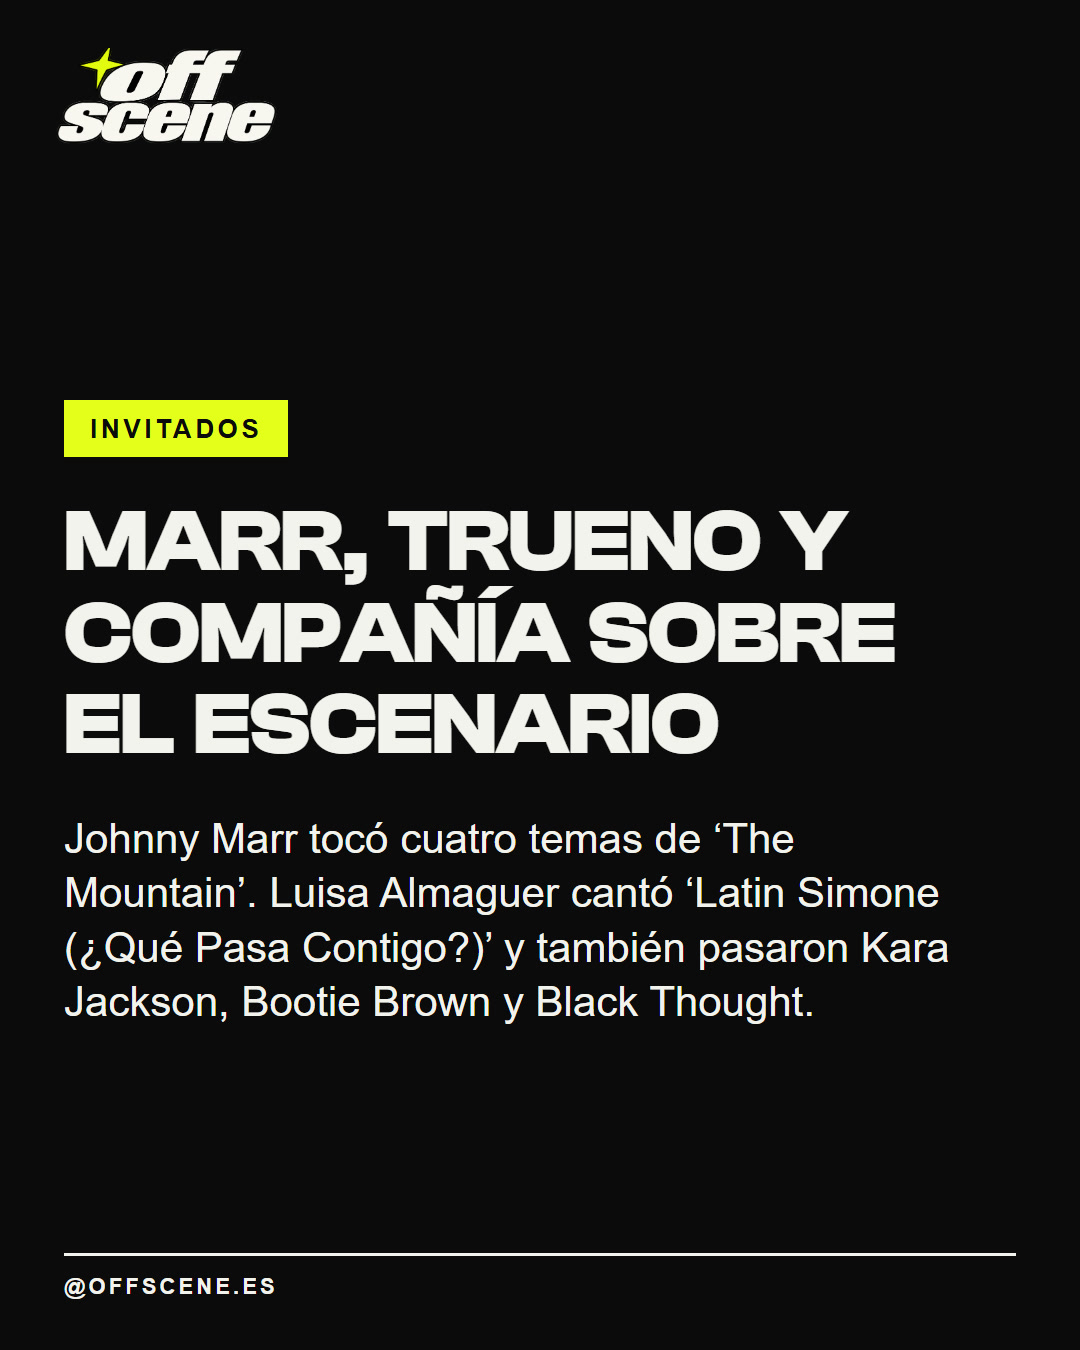 off
scene
INVITADOS
MARR, TRUENO Y
COMPAÑÍA SOBRE
EL ESCENARIO
Johnny Marr tocó cuatro temas de ‘The
Mountain’. Luisa Almaguer cantó ‘Latin Simone
(¿Qué Pasa Contigo?)’ y también pasaron Kara
Jackson, Bootie Brown y Black Thought.
@OFFSCENE.ES